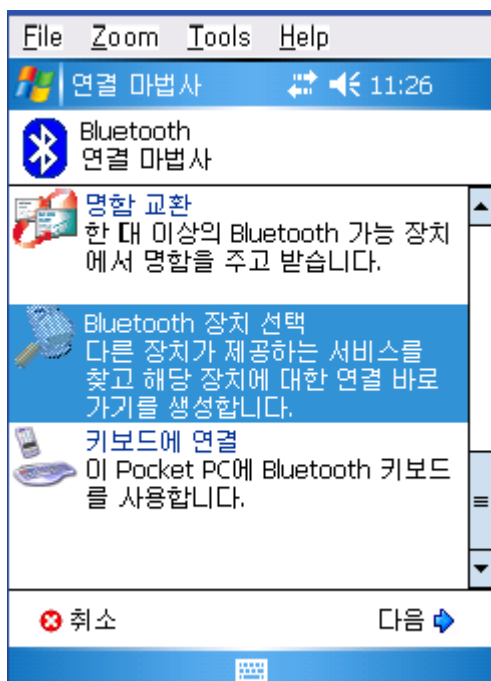 File Zoom Tools Help
연결 마법사 11:26
Bluetooth
연결 마법사
명함 교환
한 대 이상의 Bluetooth 가능 장치
에서 명함을 주고 받습니다.
Bluetooth 장치 선택
다른 장치가 제공하는 서비스를
찾고 해당 장치에 대한 연결 바로
가기를 생성합니다.
키보드에 연결
이 Pocket PC에 Bluetooth 키보드
를 사용합니다.
취소 다음